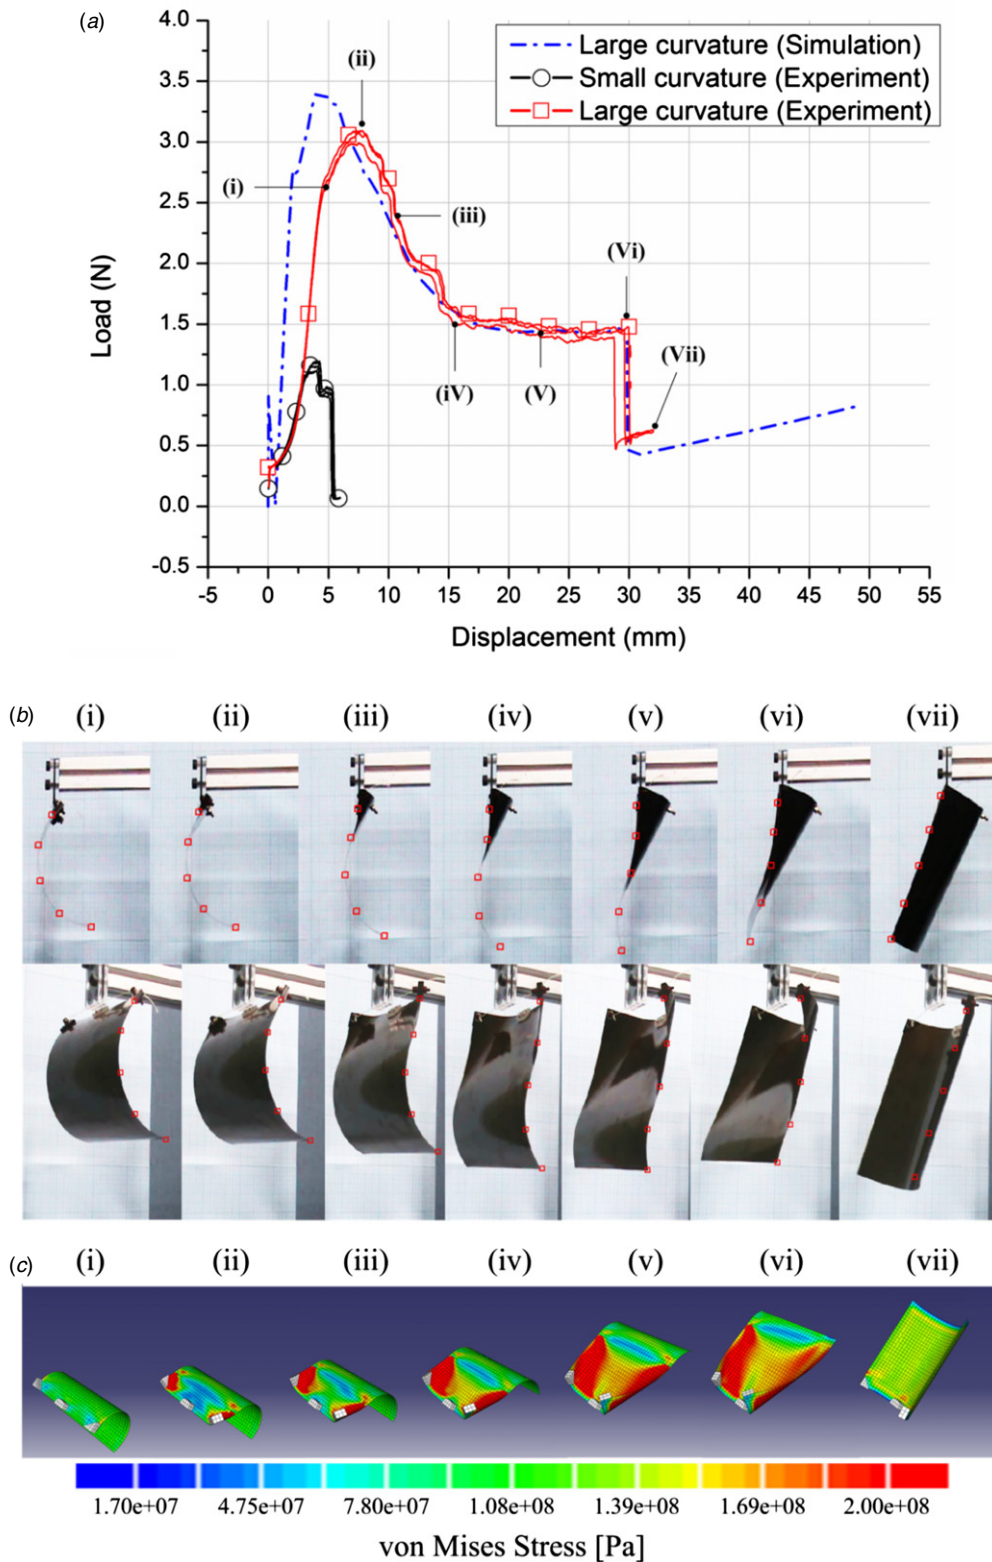 (a)
4.0
3.5
3.0
2.5
2.0
1.5
1.0
0.5
0.0
-0.5
Load (N)
Large curvature (Simulation)
Small curvature (Experiment)
Large curvature (Experiment)
(ii)
(i)
(iii)
(Vi)
(iV)
(V)
(Vii)
-5 0 5 10 15 20 25 30 35 40 45 50 55
Displacement (mm)
(b) (i) (ii) (iii) (iv) (v) (vi) (vii)
(c) (i) (ii) (iii) (iv) (v) (vi) (vii)
1.70e+07 4.75e+07 7.80e+07 1.08e+08 1.39e+08 1.69e+08 2.00e+08
von Mises Stress [Pa]